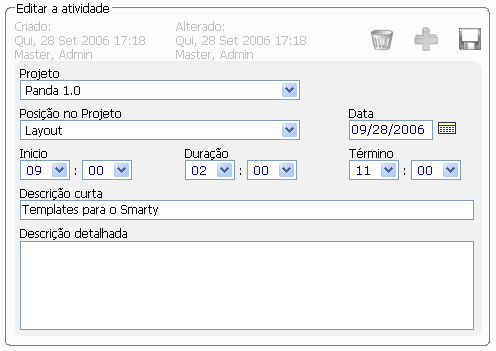 Editar a atividade
Criado: Alterado:
Qui, 28 Set 2006 17:18 Qui, 28 Set 2006 17:18
Master, Admin Master, Admin
Projeto
Panda 1.0
Posição no Projeto Data
Layout 09/28/2006
Inicio Duração Término
09 : 00 02 : 00 11 : 00
Descrição curta
Templates para o Smarty
Descrição detalhada